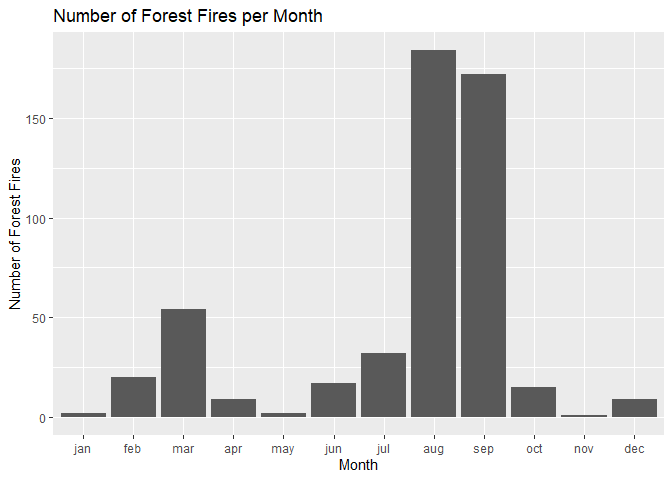 Number of Forest Fires per Month
Number of Forest Fires
150
100
50
0
jan feb mar apr may jun jul aug sep oct nov dec
Month